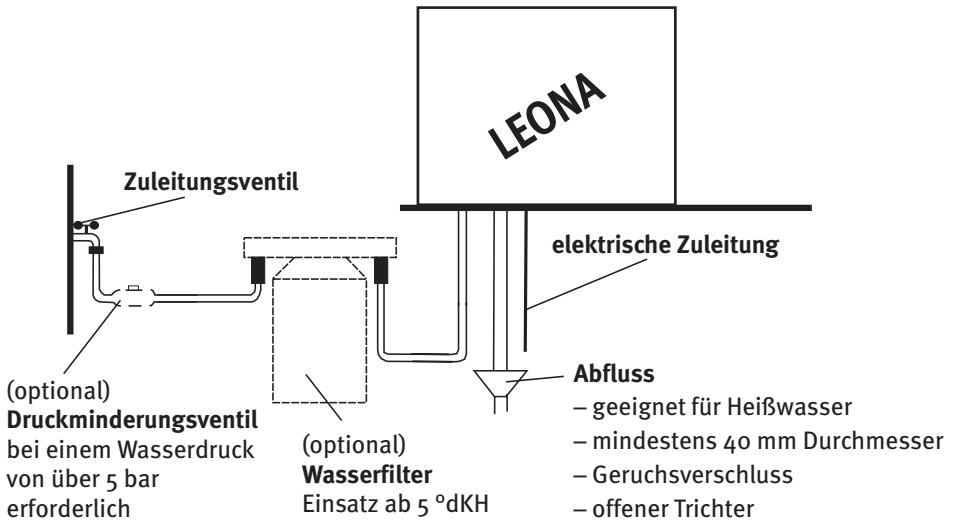 LEONA
Zuleitungsventil
elektrische Zuleitung
(optional)
Druckminderungsventil
bei einem Wasserdruck
von über 5 bar
erforderlich
(optional)
Wasserfilter
Einsatz ab 5 °dKH
Abfluss
– geeignet für Heißwasser
– mindestens 40 mm Durchmesser
– Geruchsverschluss
– offener Trichter